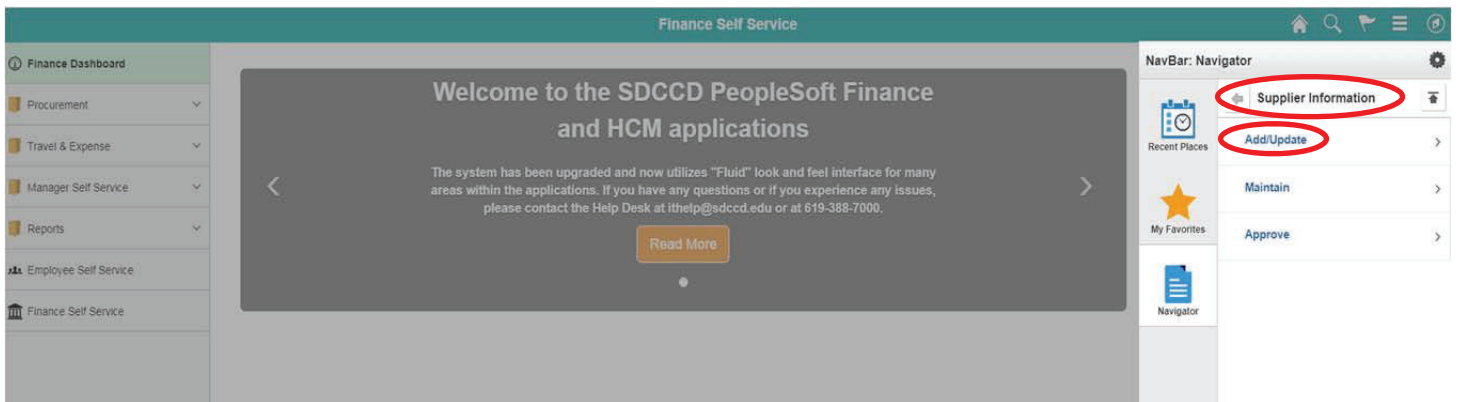 Finance Self Service
Finance Dashboard
Procurement
Travel & Expense
Manager Self Service
Reports
Employee Self Service
Finance Self Service
Welcome to the SDCCD PeopleSoft Finance
and HCM applications
The system has been upgraded and now utilizes "Fluid" look and feel interface for many
areas within the applications. If you have any questions or if you experience any issues,
please contact the Help Desk at ithelp@sdccd.edu or at 619-388-7000.
Read More
NavBar: Navigator
Recent Places
My Favorites
Navigator
Supplier Information
Add/Update
Maintain
Approve